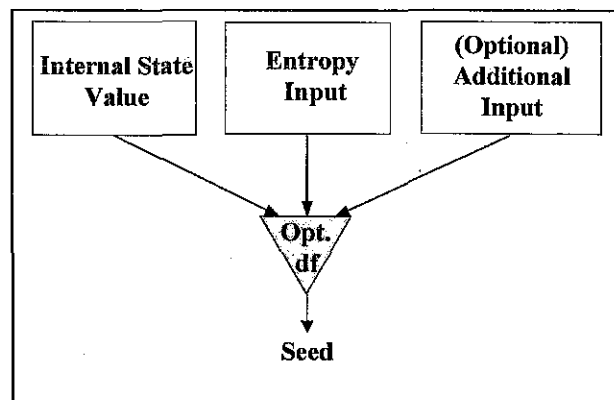 Internal State
Value
Entropy
Input
(Optional)
Additional
Input
Opt.
df
Seed